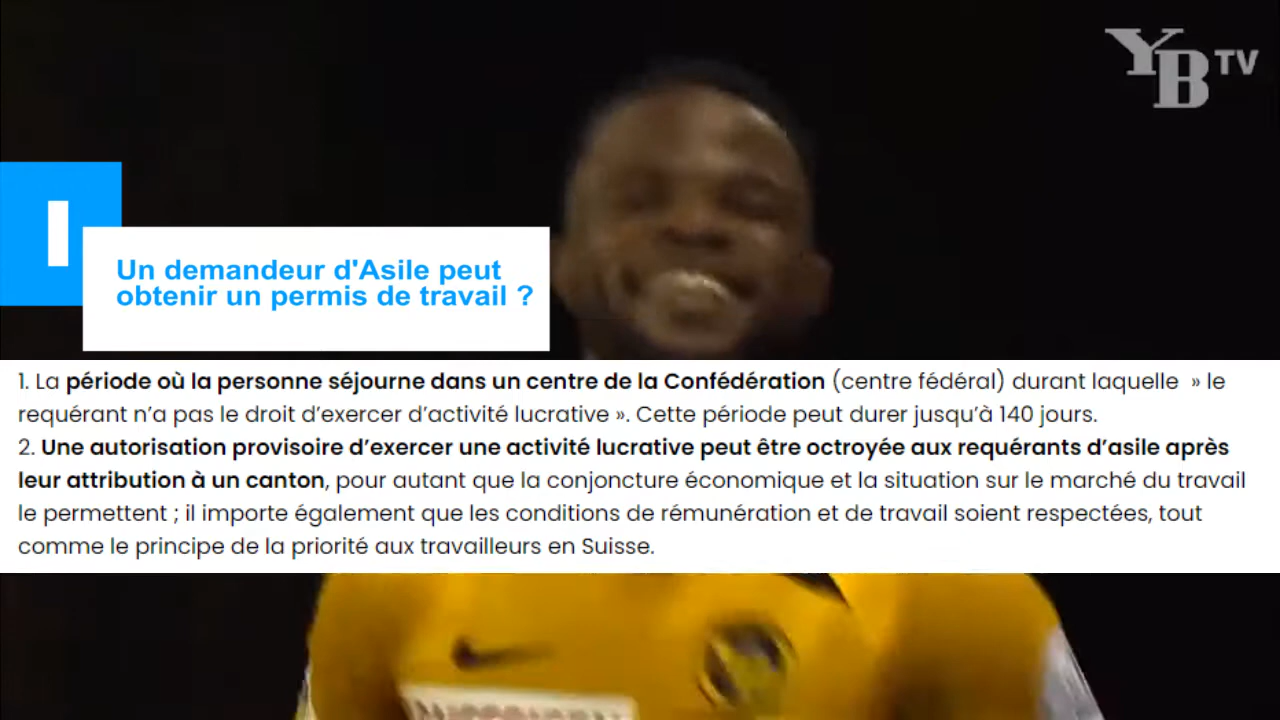 YB TV
I
Un demandeur d'Asile peut
obtenir un permis de travail ?
1. La période où la personne séjourne dans un centre de la Confédération (centre fédéral) durant laquelle » le
requérant n’a pas le droit d’exercer d’activité lucrative ». Cette période peut durer jusqu’à 140 jours.
2. Une autorisation provisoire d’exercer une activité lucrative peut être octroyée aux requérants d’asile après
leur attribution à un canton, pour autant que la conjoncture économique et la situation sur le marché du travail
le permettent ; il importe également que les conditions de rémunération et de travail soient respectées, tout
comme le principe de la priorité aux travailleurs en Suisse.